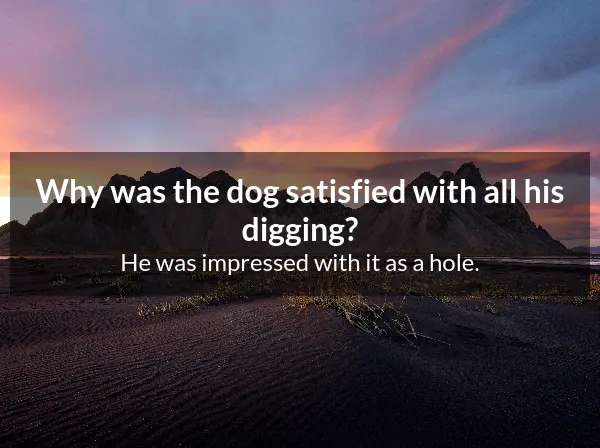 Why was the dog satisfied with all his
digging?
He was impressed with it as a hole.